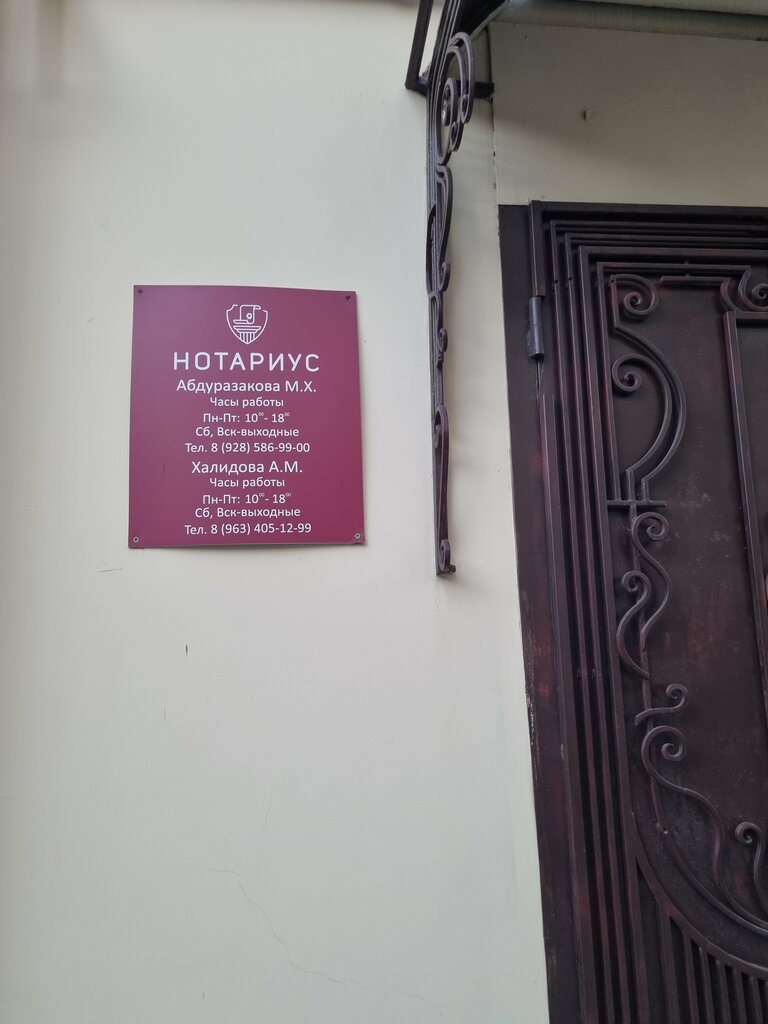 НОТАРИУС
Абдуразакова М.Х.
Часы работы
Пн-Пт: 10⁰⁰- 18⁰⁰
Сб, Вск-выходные
Тел. 8 (928) 586-99-00
Халидова А.М.
Часы работы
Пн-Пт: 10⁰⁰- 18⁰⁰
Сб, Вск-выходные
Тел. 8 (963) 405-12-99